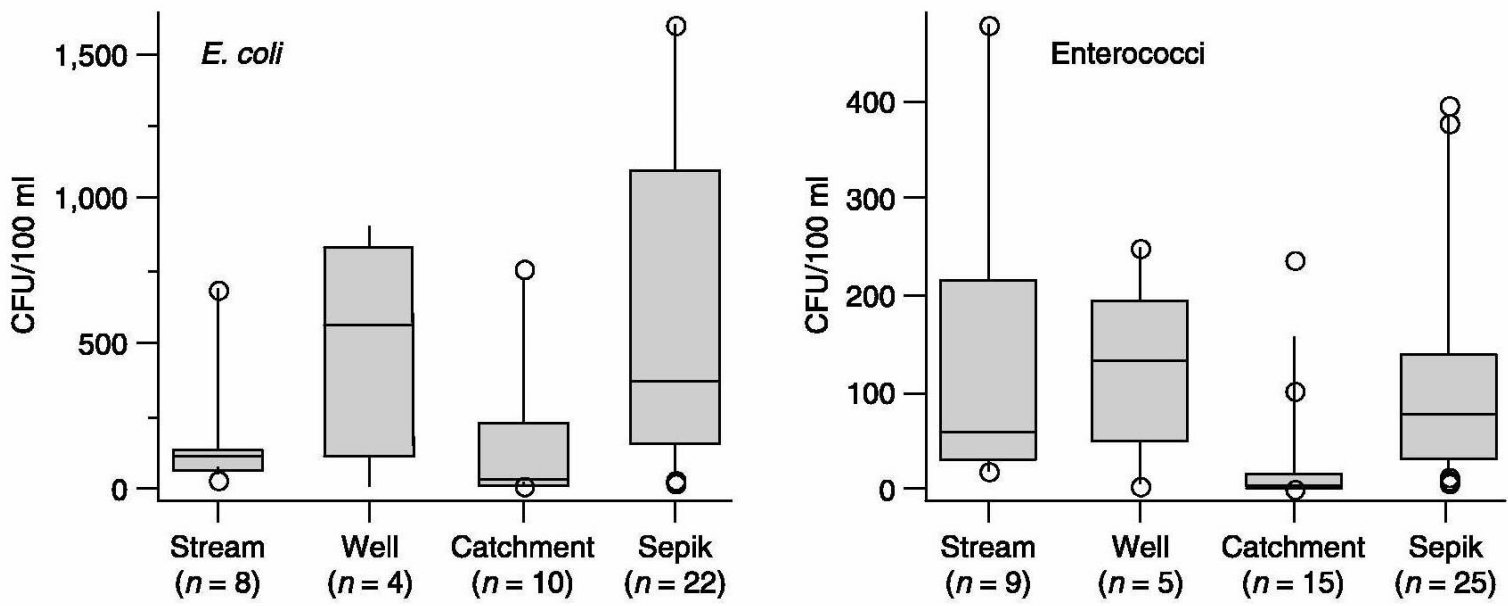 E. coli
CFU/100 ml
1,500
1,000
500
0
Stream Well Catchment Sepik
(n = 8) (n = 4) (n = 10) (n = 22)
Enterococci
CFU/100 ml
400
300
200
100
0
Stream Well Catchment Sepik
(n = 9) (n = 5) (n = 15) (n = 25)